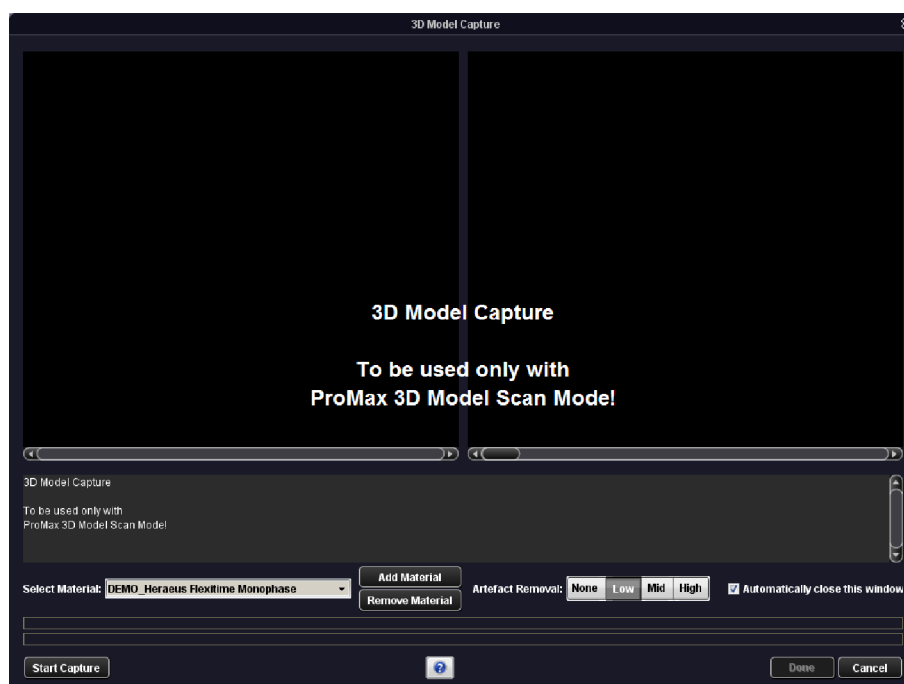 3D Model Capture
3D Model Capture
To be used only with
ProMax 3D Model Scan Mode!
3D Model Capture
To be used only with
ProMax 3D Model Scan Mode!
Select Material: DEMO_Heraeus Flexitime Monophase
Add Material
Remove Material
Artefact Removal: None Low Mid High
Automatically close this window
Start Capture
?
Done Cancel